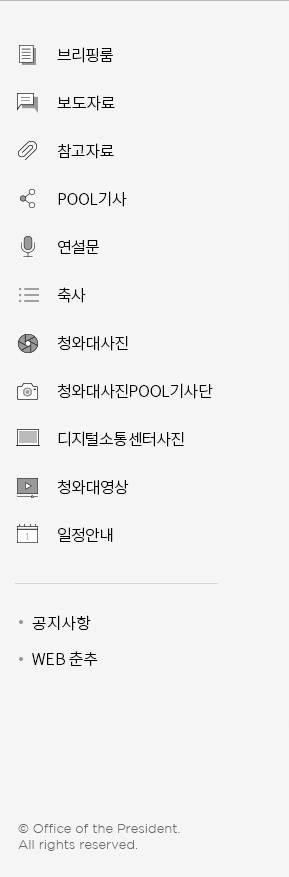 브리핑룸
보도자료
참고자료
POOL기사
연설문
축사
청와대사진
청와대사진POOL기사단
디지털소통센터사진
청와대영상
1 일정안내
공지사항
WEB 춘추
© Office of the President.
All rights reserved.